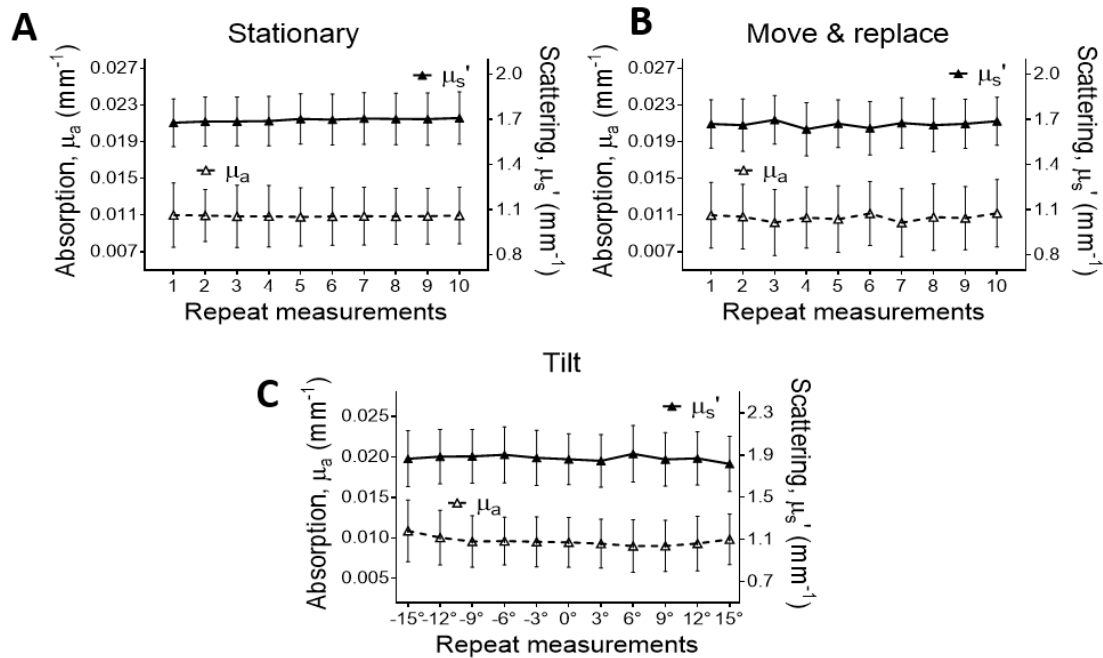 A
Stationary
Absorption, μa (mm⁻¹)
0.027
0.023
0.019
0.015
0.011
0.007
μs'
μa
2.0
1.7
1.4
1.1
0.8
Scattering, μs' (mm⁻¹)
1 2 3 4 5 6 7 8 9 10
Repeat measurements
B
Move & replace
Absorption, μa (mm⁻¹)
0.027
0.023
0.019
0.015
0.011
0.007
μs'
μa
2.0
1.7
1.4
1.1
0.8
Scattering, μs' (mm⁻¹)
1 2 3 4 5 6 7 8 9 10
Repeat measurements
C
Tilt
Absorption, μa (mm⁻¹)
0.025
0.020
0.015
0.010
0.005
μs'
μa
2.3
1.9
1.5
1.1
0.7
Scattering, μs' (mm⁻¹)
-15° -12° -9° -6° -3° 0° 3° 6° 9° 12° 15°
Repeat measurements